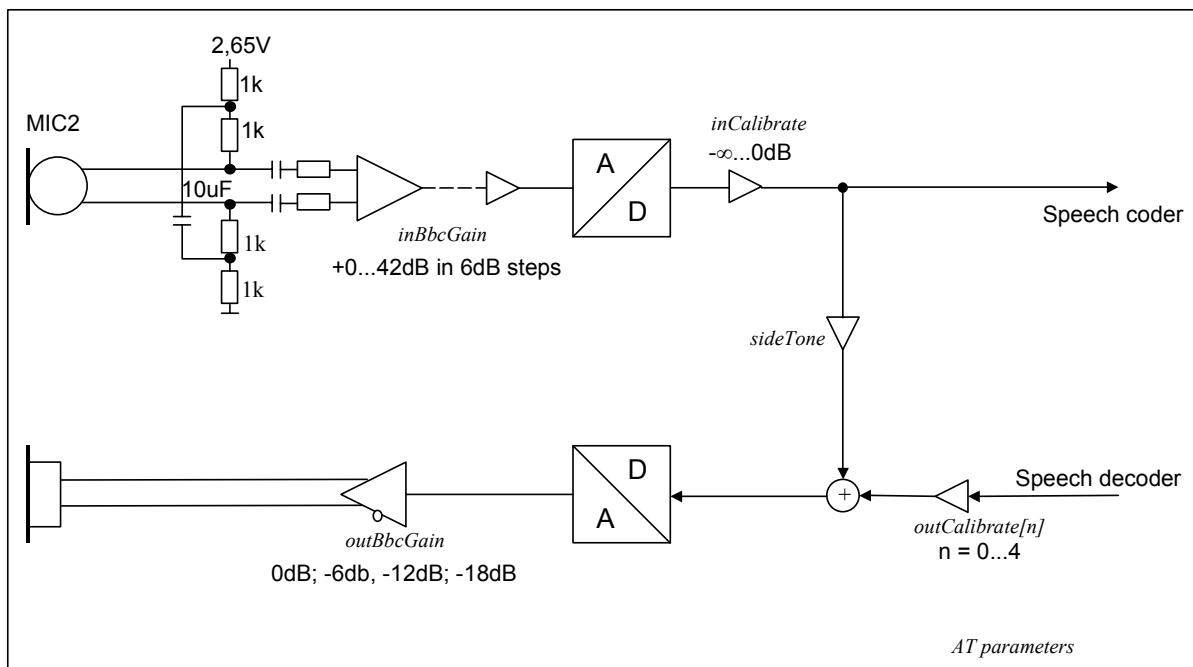 2,65V
1k
MIC2
1k
10uF
1k
1k
inBbcGain
+0...42dB in 6dB steps
A
D
inCalibrate
-∞...0dB
Speech coder
sideTone
D
A
+
Speech decoder
outCalibrate[n]
n = 0...4
outBbcGain
0dB; -6db, -12dB; -18dB
AT parameters